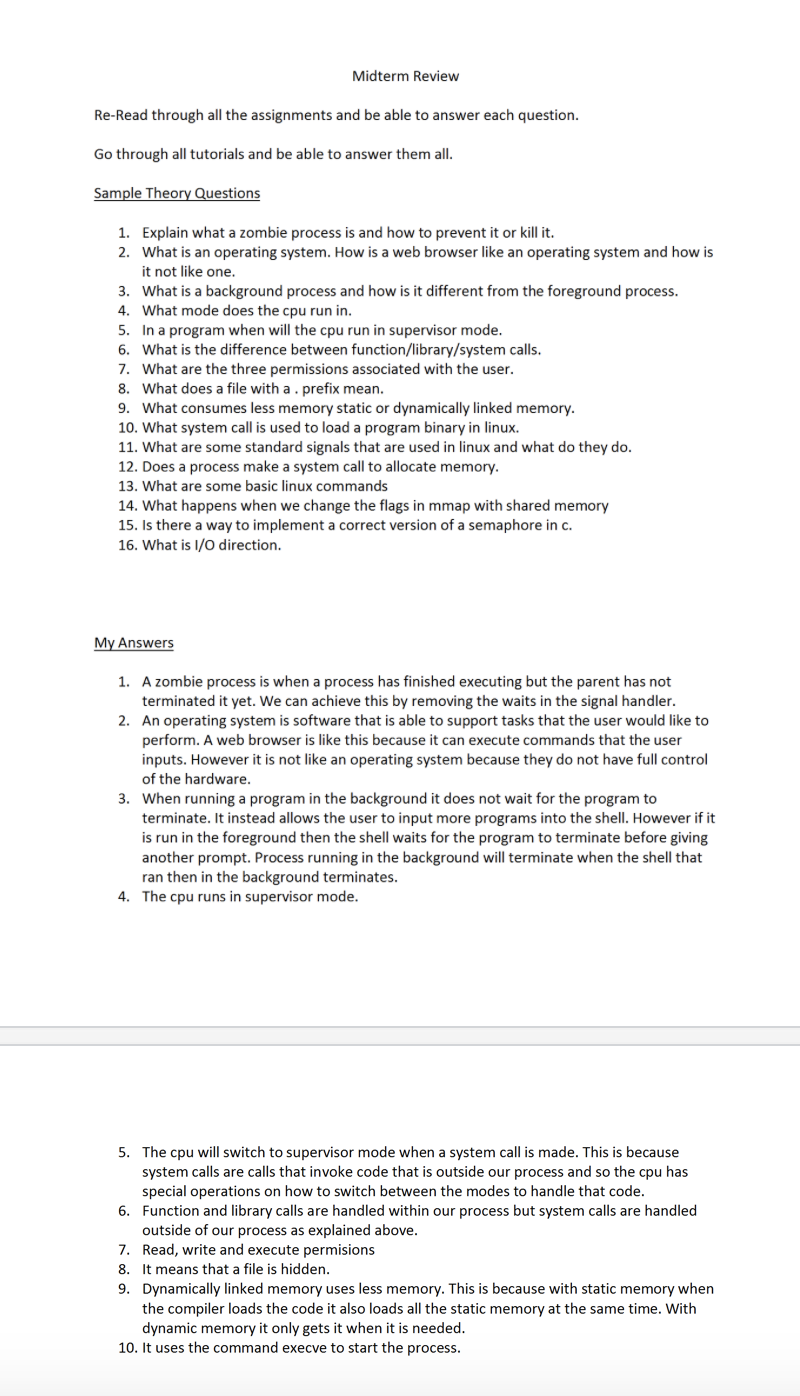 Midterm Review
Re-Read through all the assignments and be able to answer each question.
Go through all tutorials and be able to answer them all.
Sample Theory Questions
1. Explain what a zombie process is and how to prevent it or kill it.
2. What is an operating system. How is a web browser like an operating system and how is
it not like one.
3. What is a background process and how is it different from the foreground process.
4. What mode does the cpu run in.
5. In a program when will the cpu run in supervisor mode.
6. What is the difference between function/library/system calls.
7. What are the three permissions associated with the user.
8. What does a file with a . prefix mean.
9. What consumes less memory static or dynamically linked memory.
10. What system call is used to load a program binary in linux.
11. What are some standard signals that are used in linux and what do they do.
12. Does a process make a system call to allocate memory.
13. What are some basic linux commands
14. What happens when we change the flags in mmap with shared memory
15. Is there a way to implement a correct version of a semaphore in c.
16. What is I/O direction.
My Answers
1. A zombie process is when a process has finished executing but the parent has not
terminated it yet. We can achieve this by removing the waits in the signal handler.
2. An operating system is software that is able to support tasks that the user would like to
perform. A web browser is like this because it can execute commands that the user
inputs. However it is not like an operating system because they do not have full control
of the hardware.
3. When running a program in the background it does not wait for the program to
terminate. It instead allows the user to input more programs into the shell. However if it
is run in the foreground then the shell waits for the program to terminate before giving
another prompt. Process running in the background will terminate when the shell that
ran then in the background terminates.
4. The cpu runs in supervisor mode.
5. The cpu will switch to supervisor mode when a system call is made. This is because
system calls are calls that invoke code that is outside our process and so the cpu has
special operations on how to switch between the modes to handle that code.
6. Function and library calls are handled within our process but system calls are handled
outside of our process as explained above.
7. Read, write and execute permisions
8. It means that a file is hidden.
9. Dynamically linked memory uses less memory. This is because with static memory when
the compiler loads the code it also loads all the static memory at the same time. With
dynamic memory it only gets it when it is needed.
10. It uses the command execve to start the process.